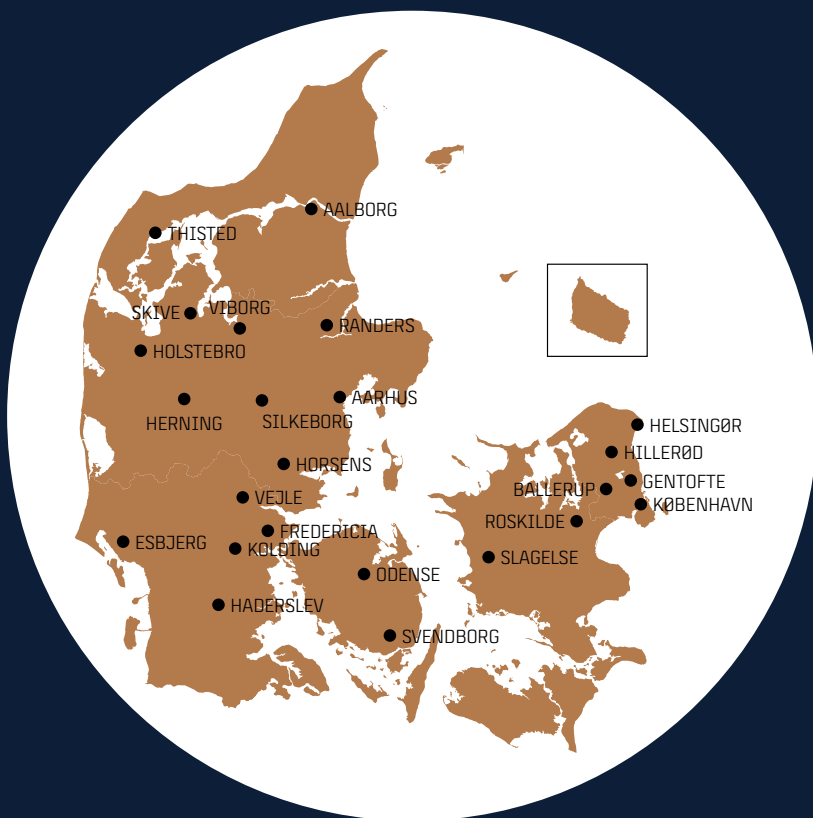 AALBORG
THISTED
VIBORG
SKIVE
RANDERS
HOLSTEBRO
AARHUS
HERNING
SILKEBORG
HELSINGØR
HILLERØD
HORSENS
GENTOFTE
BALLERUP
VEJLE
KØBENHAVN
ROSKILDE
FREDERICIA
ESBJERG
KOLDING
SLAGELSE
ODENSE
HADERSLEV
SVENDBORG